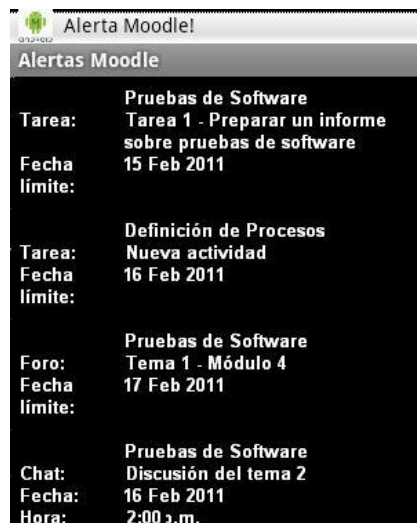 Alerta Moodle!
Alertas Moodle
Pruebas de Software
Tarea: Tarea 1 - Preparar un informe
sobre pruebas de software
Fecha 15 Feb 2011
límite:
Definición de Procesos
Tarea: Nueva actividad
Fecha 16 Feb 2011
límite:
Pruebas de Software
Foro: Tema 1 - Módulo 4
Fecha 17 Feb 2011
límite:
Pruebas de Software
Chat: Discusión del tema 2
Fecha: 16 Feb 2011
Hora: 2:00 p.m.